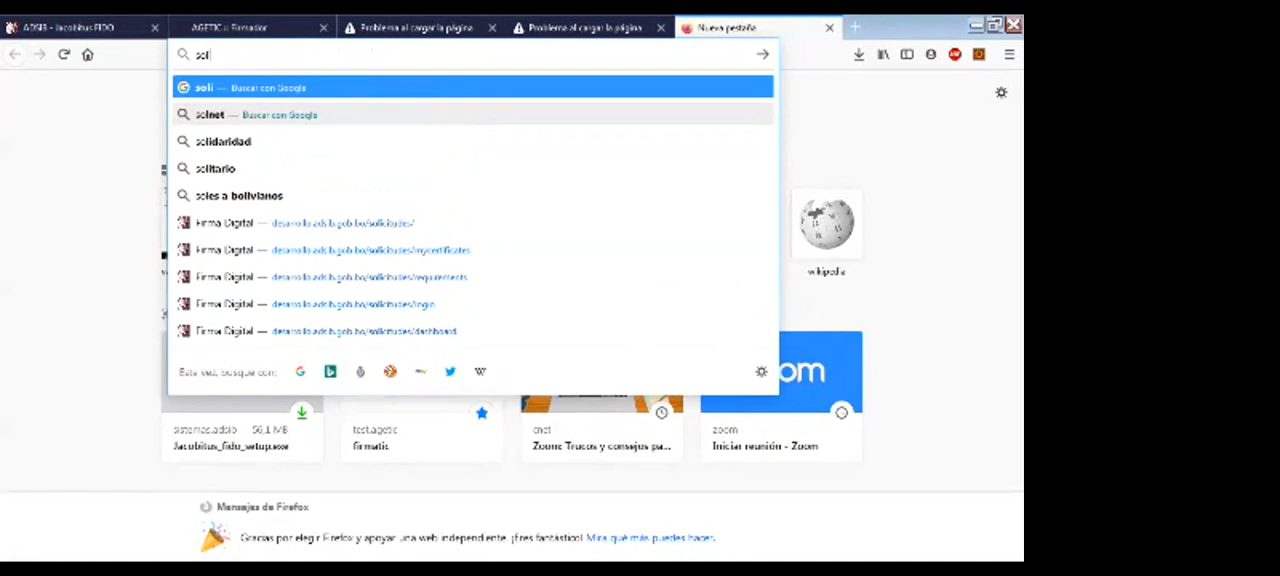 ADSIB - Jacobitus FIDO
AGETIC :: Firmador
Problema al cargar la página
Problema al cargar la página
Nueva pestaña
sol
soli — Buscar con Google
solnet — Buscar con Google
solidaridad
solitario
soles a bolivianos
Firma Digital — desarrollo.adsib.gob.bo/solicitudes/
Firma Digital — desarrollo.adsib.gob.bo/solicitudes/mycertificates
Firma Digital — desarrollo.adsib.gob.bo/solicitudes/requirements
Firma Digital — desarrollo.adsib.gob.bo/solicitudes/login
Firma Digital — desarrollo.adsib.gob.bo/solicitudes/dashboard
Esta vez, busque con:
wikipedia
om
sistemas.adsib · 56,1 MB
Jacobitus_fido_setup.exe
test.agetic
firmatic
cnet
Zoom: Trucos y consejos pa...
zoom
Iniciar reunión - Zoom
Mensajes de Firefox
Gracias por elegir Firefox y apoyar una web independiente. ¡Eres fantástico! Mira qué más puedes hacer.